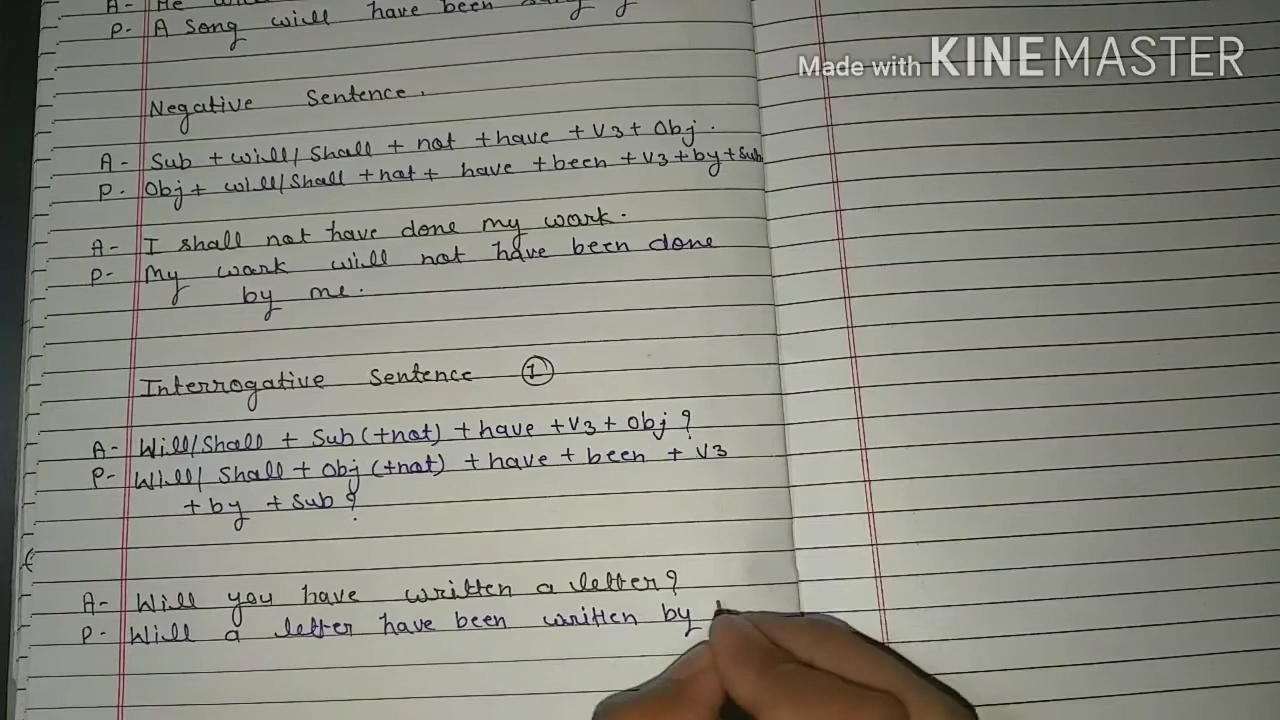 A- He
P. A song will have been
Made with KINEMASTER
Negative Sentence.
A- Sub + will/shall + not + have + V3 + Obj.
P. Obj + will/shall + not + have + been + V3 + by + Sub
A- I shall not have done my work.
P- My work will not have been done
by me.
Interrogative Sentence ①
A- Will/Shall + Sub (+not) + have + V3 + Obj?
P- Will/Shall + Obj (+not) + have + been + V3
+ by + Sub?
A- Will you have written a letter?
P- Will a letter have been written by